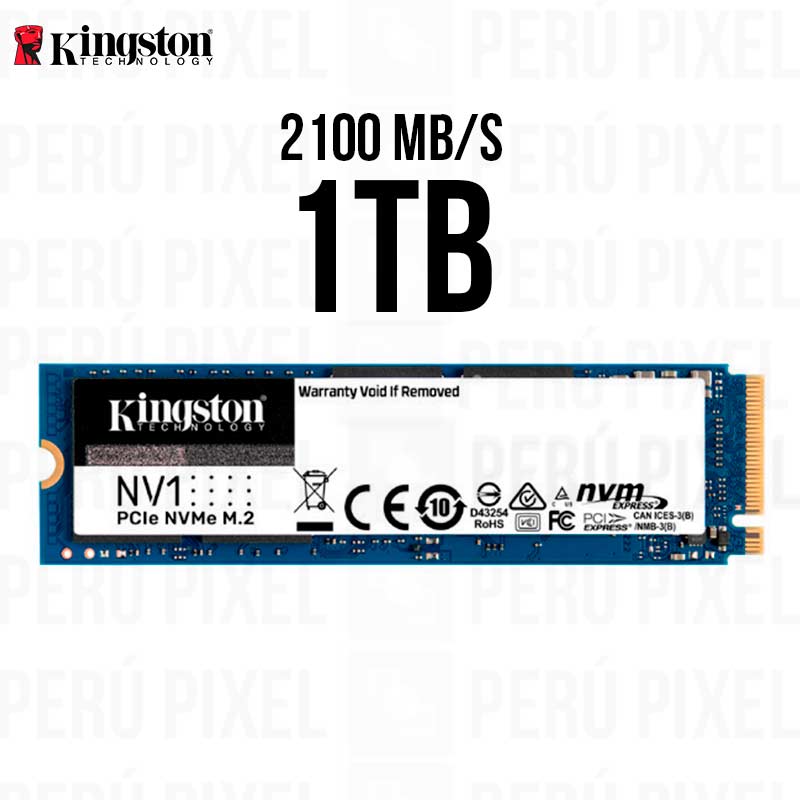 Kingston
TECHNOLOGY
2100 MB/S
1TB
Warranty Void If Removed
Kingston
TECHNOLOGY
NV1
PCIe NVMe M.2
10
D43254
RoHS
nvm
EXPRESS
FC
PCI
EXPRESS®
CAN ICES-3(B)
/NMB-3(B)
PERÚ PIXEL